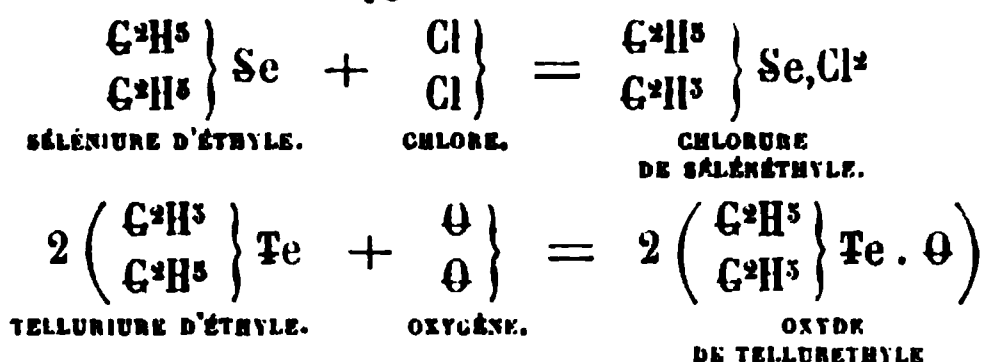 C²H⁵ } Se + Cl } = C²H⁵ } Se,Cl²
C²H⁵ } Cl } C²H⁵ }
SÉLÉNIURE D'ÉTHYLE. CHLORE. CHLORURE
DE SÉLÉNÉTHYLE.
2 ( C²H⁵ } Te + O } = 2 ( C²H⁵ } Te . O )
C²H⁵ } O } C²H⁵ }
TELLURIURE D'ÉTHYLE. OXYGÈNE. OXYDE
DE TELLURETHYLE